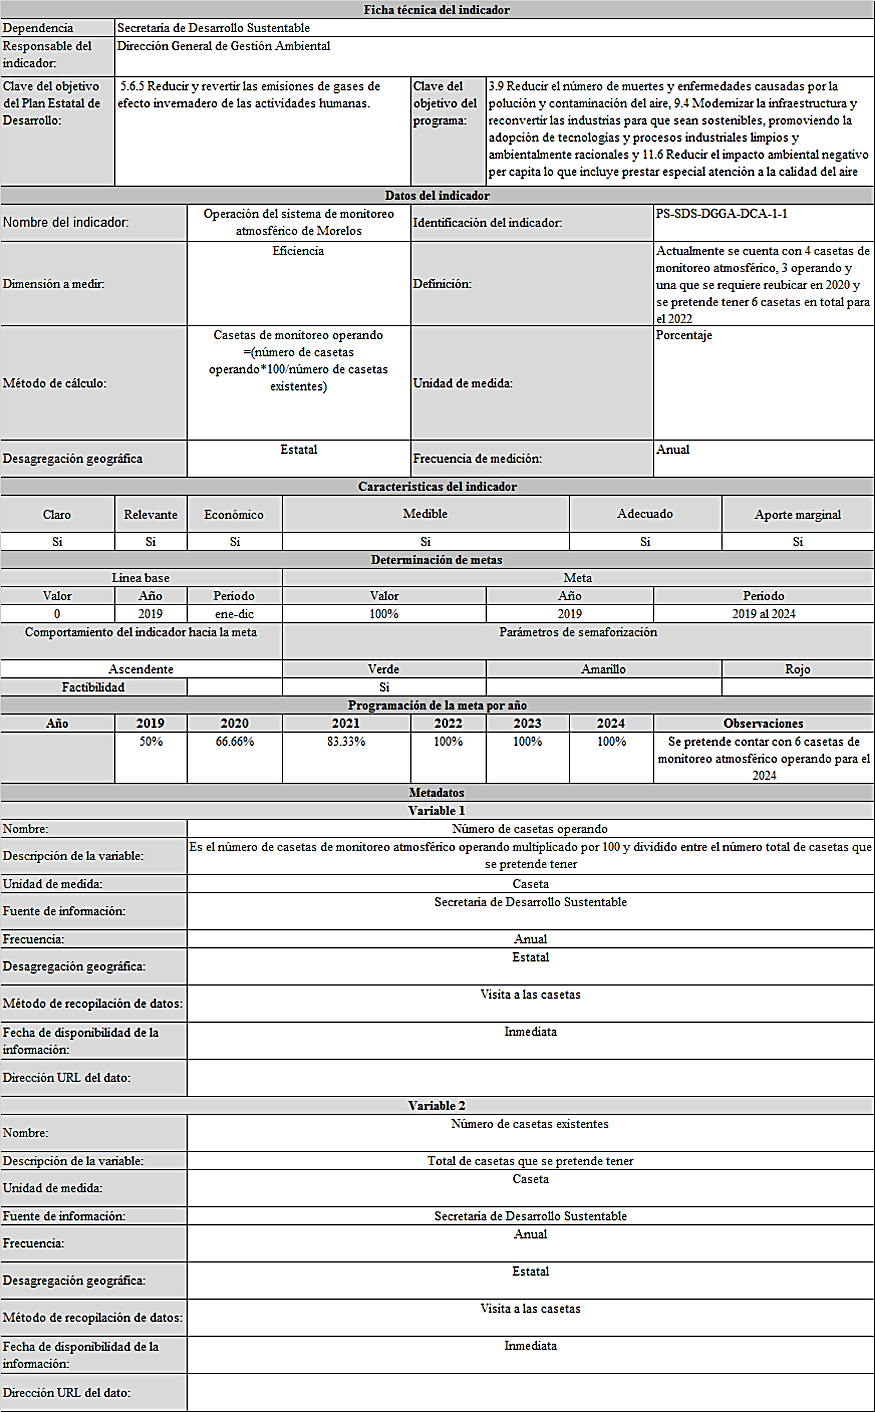 Ficha técnica del indicador
Dependencia
Secretaria de Desarrollo Sustentable
Responsable del
indicador:
Dirección General de Gestión Ambiental
Clave del objetivo
del Plan Estatal de
Desarrollo:
5.6.5 Reducir y revertir las emisiones de gases de
efecto invernadero de las actividades humanas.
Clave del
objetivo del
programa:
3.9 Reducir el número de muertes y enfermedades causadas por la
polución y contaminación del aire, 9.4 Modernizar la infraestructura y
reconvertir las industrias para que sean sostenibles, promoviendo la
adopción de tecnologías y procesos industriales limpios y
ambientalmente racionales y 11.6 Reducir el impacto ambiental negativo
per capita lo que incluye prestar especial atención a la calidad del aire
Datos del indicador
Nombre del indicador:
Operación del sistema de monitoreo
atmosférico de Morelos
Identificación del indicador:
PS-SDS-DGGA-DCA-1-1
Dimensión a medir:
Eficiencia
Definición:
Actualmente se cuenta con 4 casetas de
monitoreo atmosférico, 3 operando y
una que se requiere reubicar en 2020 y
se pretende tener 6 casetas en total para
el 2022
Método de cálculo:
Casetas de monitoreo operando
=(número de casetas
operando*100/número de casetas
existentes)
Unidad de medida:
Porcentaje
Desagregación geográfica
Estatal
Frecuencia de medición:
Anual
Caracteristicas del indicador
Claro Relevante Económico Medible Adecuado Aporte marginal
Si Si Si Si Si Si
Determinación de metas
Linea base Meta
Valor Año Periodo Valor Año Periodo
0 2019 ene-dic 100% 2019 2019 al 2024
Comportamiento del indicador hacia la meta Parámetros de semaforización
Ascendente Verde Amarillo Rojo
Factibilidad Si
Programación de la meta por año
Año 2019 2020 2021 2022 2023 2024 Observaciones
50% 66.66% 83.33% 100% 100% 100% Se pretende contar con 6 casetas de
monitoreo atmosférico operando para el
2024
Metadatos
Variable 1
Nombre: Número de casetas operando
Descripción de la variable:
Es el número de casetas de monitoreo atmosférico operando multiplicado por 100 y dividido entre el número total de casetas que
se pretende tener
Unidad de medida: Caseta
Fuente de información: Secretaria de Desarrollo Sustentable
Frecuencia: Anual
Desagregación geográfica: Estatal
Método de recopilación de datos: Visita a las casetas
Fecha de disponibilidad de la
información:
Inmediata
Dirección URL del dato:
Variable 2
Nombre: Número de casetas existentes
Descripción de la variable: Total de casetas que se pretende tener
Unidad de medida: Caseta
Fuente de información: Secretaria de Desarrollo Sustentable
Frecuencia: Anual
Desagregación geográfica: Estatal
Método de recopilación de datos: Visita a las casetas
Fecha de disponibilidad de la
información:
Inmediata
Dirección URL del dato: